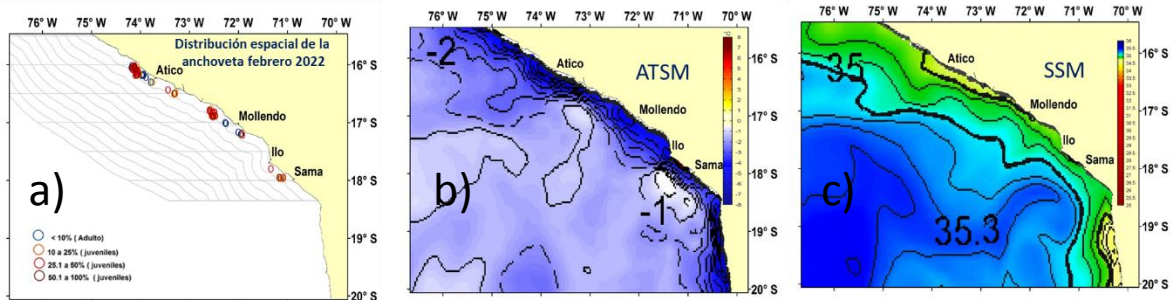 76° W 75° W 74° W 73° W 72° W 71° W 70° W
Distribución espacial de la
anchoveta febrero 2022
Atico
Mollendo
Ilo
Sama
16° S
17° S
18° S
19° S
20° S
a)
< 10% ( Adulto)
10 a 25% ( juveniles)
25.1 a 50% ( juveniles)
50.1 a 100% ( juveniles)
76° W 75° W 74° W 73° W 72° W 71° W 70° W
-2
Atico
ATSM
Mollendo
Ilo
Sama
b)
-1
16° S
17° S
18° S
19° S
20° S
76° W 75° W 74° W 73° W 72° W 71° W 70° W
35
Atico
SSM
Mollendo
Ilo
Sama
c)
35.3
16° S
17° S
18° S
19° S
20° S